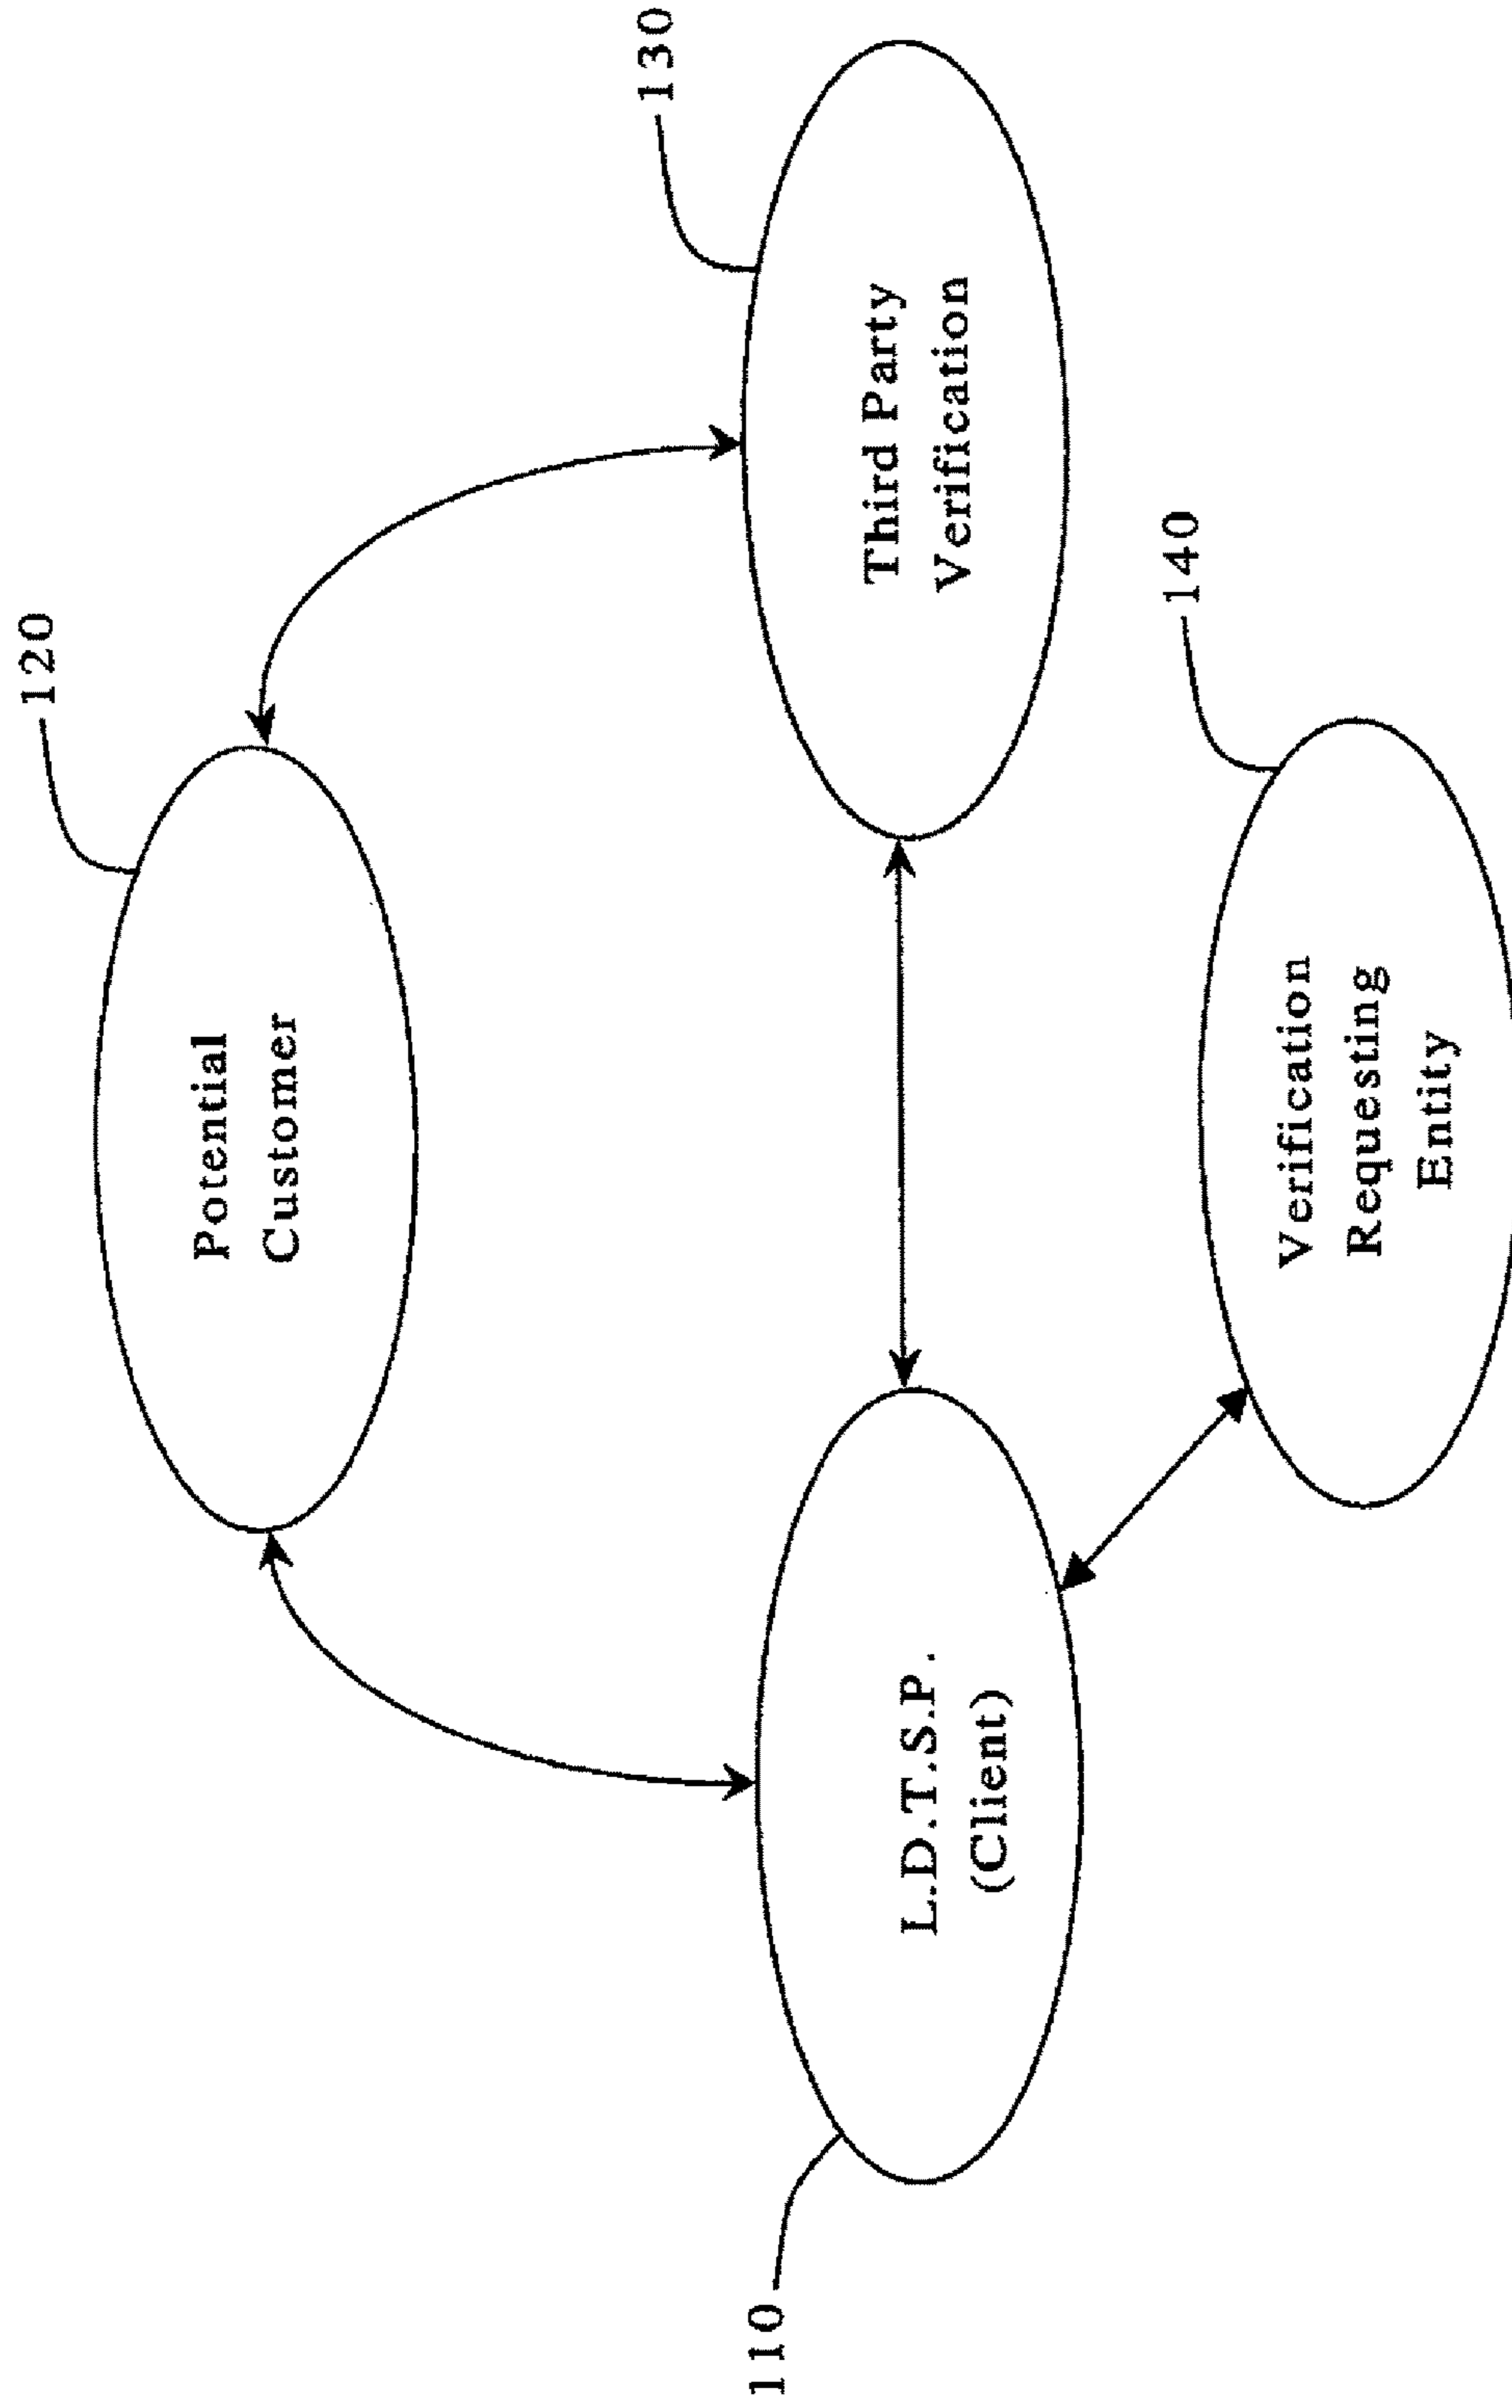 120
Potential
Customer
130
Third Party
Verification
110
L.D.T.S.P.
(Client)
140
Verification
Requesting
Entity